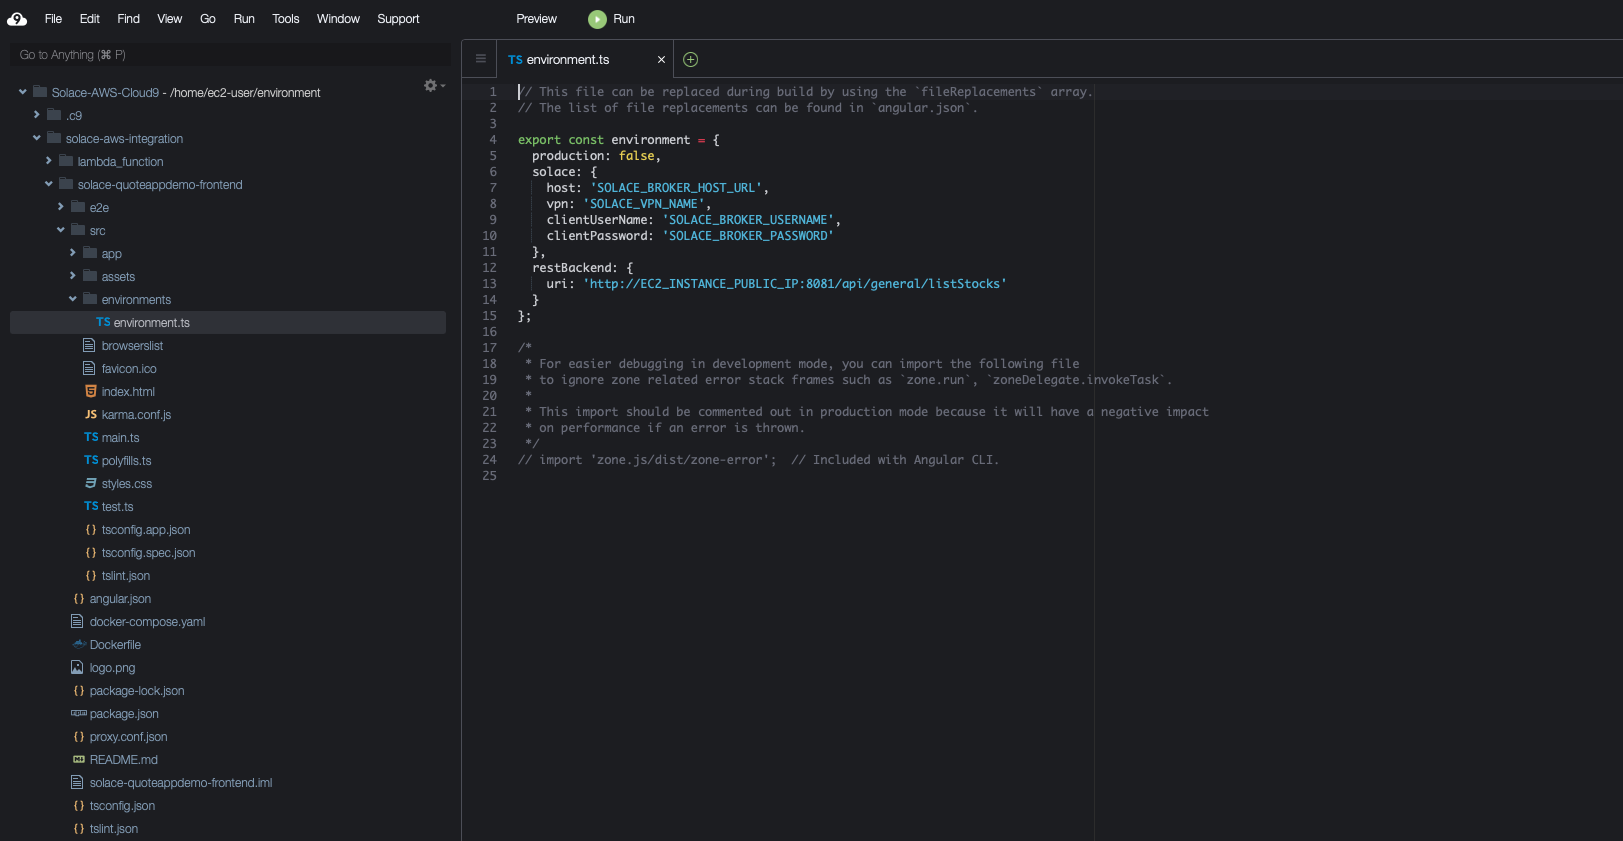 File Edit Find View Go Run Tools Window Support Preview Run
Go to Anything (⌘ P)
Solace-AWS-Cloud9 - /home/ec2-user/environment
.c9
solace-aws-integration
lambda_function
solace-quoteappdemo-frontend
e2e
src
app
assets
environments
TS environment.ts
browserslist
favicon.ico
index.html
JS karma.conf.js
TS main.ts
TS polyfills.ts
styles.css
TS test.ts
{} tsconfig.app.json
{} tsconfig.spec.json
{} tslint.json
{} angular.json
docker-compose.yaml
Dockerfile
logo.png
{} package-lock.json
package.json
{} proxy.conf.json
README.md
solace-quoteappdemo-frontend.iml
{} tsconfig.json
{} tslint.json
TS environment.ts
1 // This file can be replaced during build by using the `fileReplacements` array.
2 // The list of file replacements can be found in `angular.json`.
3
4 export const environment = {
5 production: false,
6 solace: {
7 host: 'SOLACE_BROKER_HOST_URL',
8 vpn: 'SOLACE_VPN_NAME',
9 clientUserName: 'SOLACE_BROKER_USERNAME',
10 clientPassword: 'SOLACE_BROKER_PASSWORD'
11 },
12 restBackend: {
13 uri: 'http://EC2_INSTANCE_PUBLIC_IP:8081/api/general/listStocks'
14 }
15 };
16
17 /*
18 * For easier debugging in development mode, you can import the following file
19 * to ignore zone related error stack frames such as `zone.run`, `zoneDelegate.invokeTask`.
20 *
21 * This import should be commented out in production mode because it will have a negative impact
22 * on performance if an error is thrown.
23 */
24 // import 'zone.js/dist/zone-error'; // Included with Angular CLI.
25